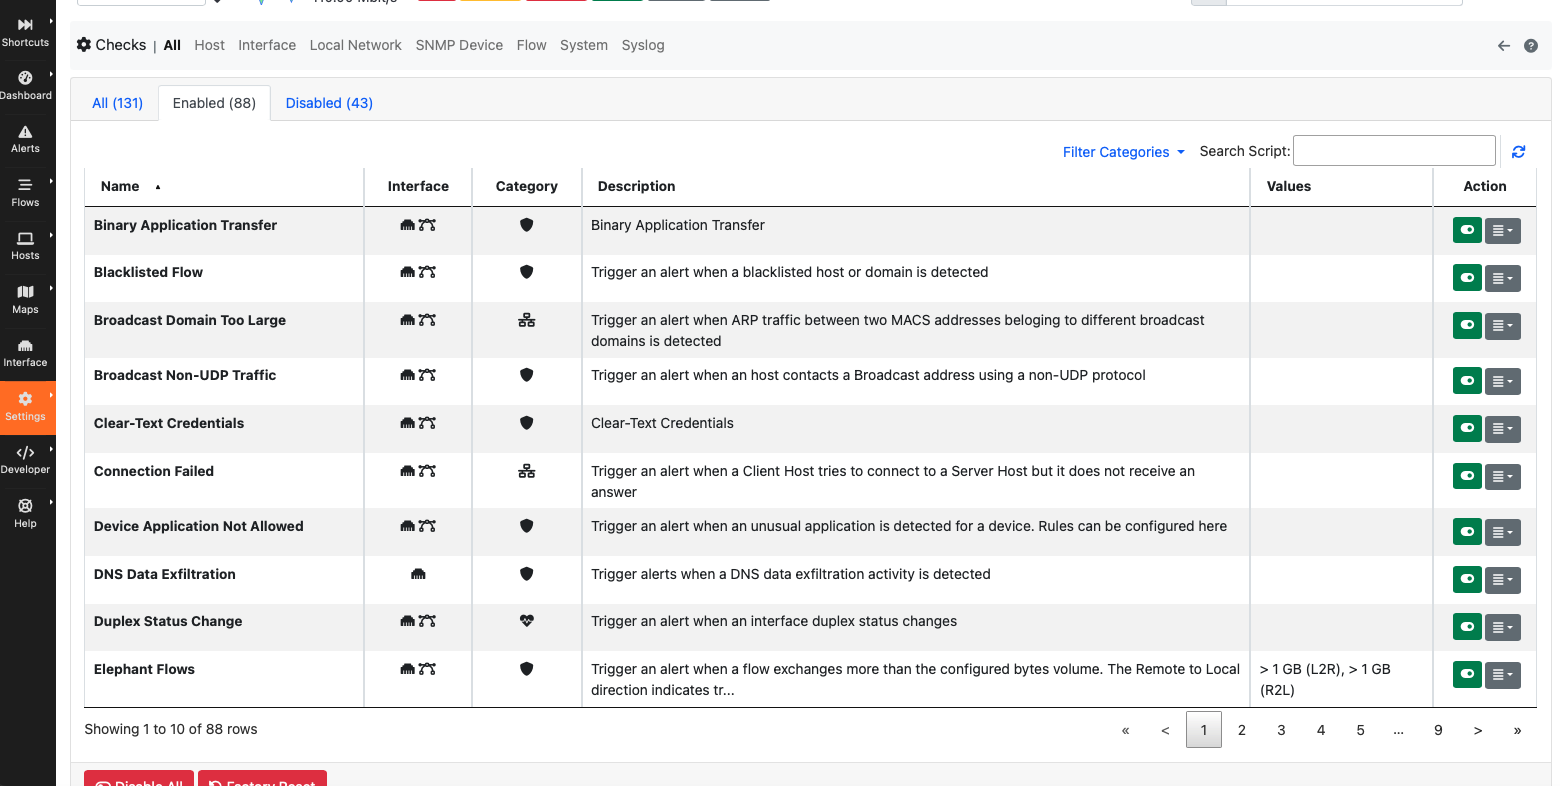 Checks | All Host Interface Local Network SNMP Device Flow System Syslog
Shortcuts
Dashboard
Alerts
Flows
Hosts
Maps
Interface
Settings
Developer
Help
All (131) Enabled (88) Disabled (43)
Filter Categories Search Script:
Name Interface Category Description Values Action
Binary Application Transfer Binary Application Transfer
Blacklisted Flow Trigger an alert when a blacklisted host or domain is detected
Broadcast Domain Too Large Trigger an alert when ARP traffic between two MACS addresses beloging to different broadcast
domains is detected
Broadcast Non-UDP Traffic Trigger an alert when an host contacts a Broadcast address using a non-UDP protocol
Clear-Text Credentials Clear-Text Credentials
Connection Failed Trigger an alert when a Client Host tries to connect to a Server Host but it does not receive an
answer
Device Application Not Allowed Trigger an alert when an unusual application is detected for a device. Rules can be configured here
DNS Data Exfiltration Trigger alerts when a DNS data exfiltration activity is detected
Duplex Status Change Trigger an alert when an interface duplex status changes
Elephant Flows Trigger an alert when a flow exchanges more than the configured bytes volume. The Remote to Local > 1 GB (L2R), > 1 GB
direction indicates tr... (R2L)
Showing 1 to 10 of 88 rows « < 1 2 3 4 5 ... 9 > »
Disable All Factory Reset